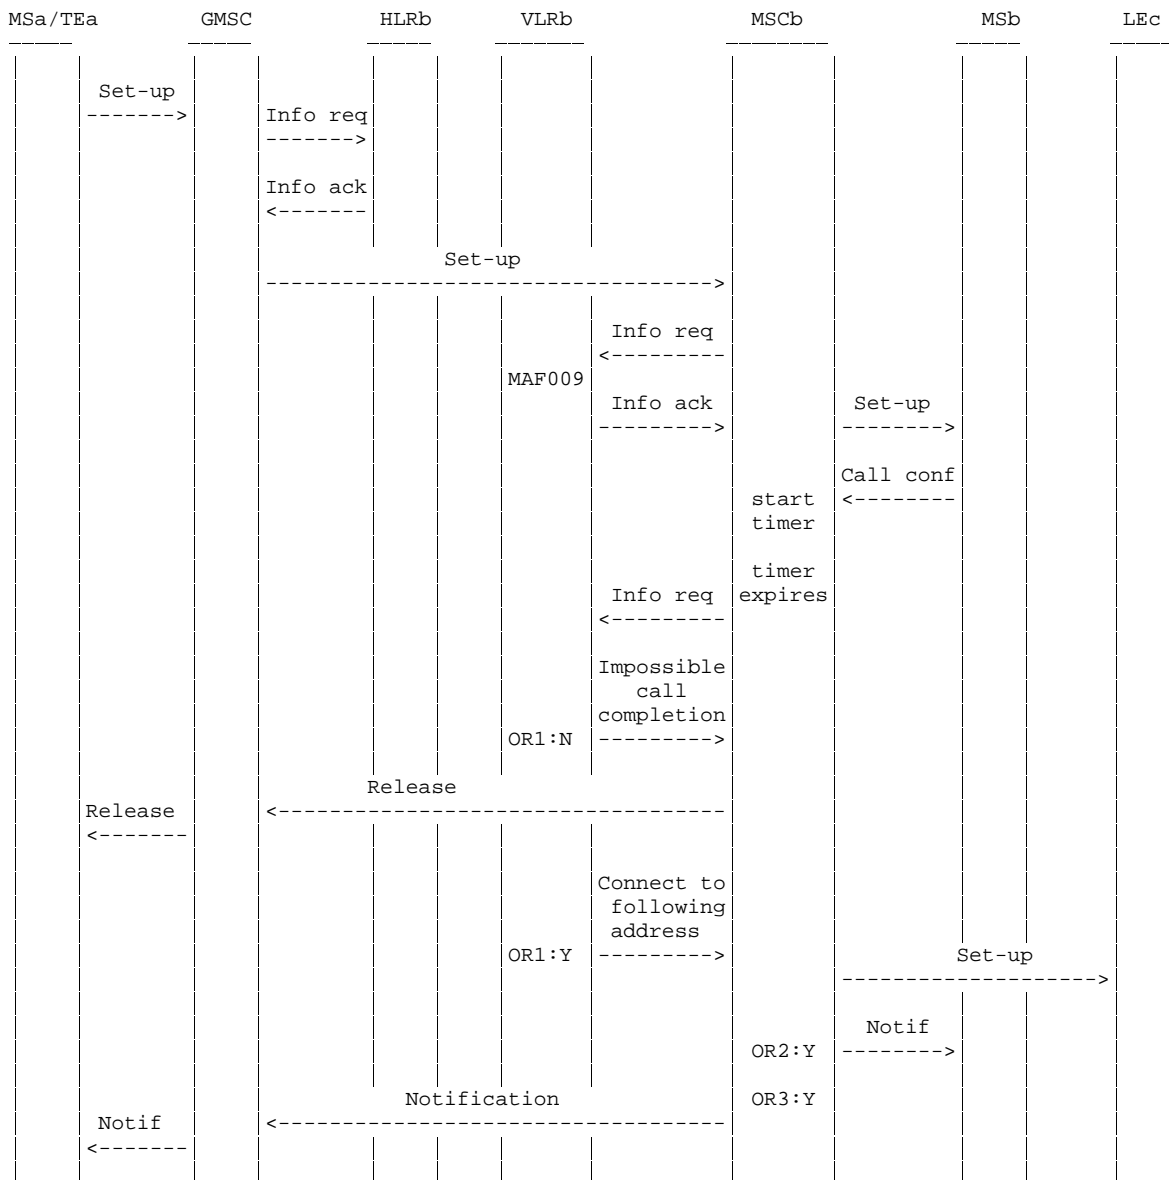 MSa/TEa GMSC HLRb VLRb MSCb MSb LEc
Set-up
-------> Info req
------->
Info ack
<-------
Set-up
----------------------------------->
Info req
<---------
MAF009
Info ack Set-up
---------> -------->
Call conf
start <--------
timer
timer
Info req expires
<---------
Impossible
call
completion
OR1:N --------->
Release
Release <-----------------------------------
<-------
Connect to
following
address
OR1:Y ---------> Set-up
-------------------->
Notif
OR2:Y -------->
Notification OR3:Y
Notif <-----------------------------------
<-------